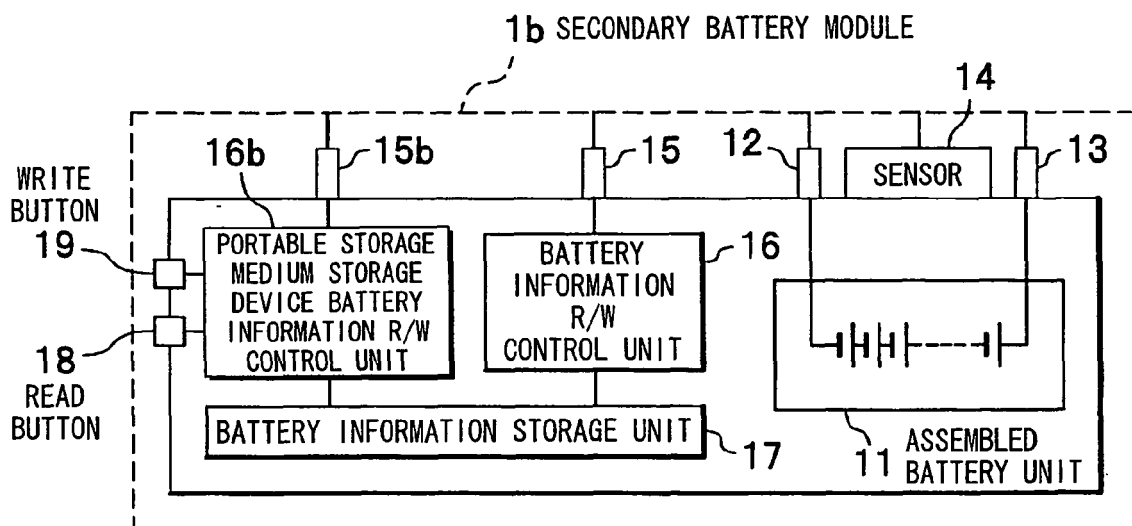 1b SECONDARY BATTERY MODULE
14
16b
15b
15
12
13
SENSOR
WRITE
BUTTON
19
PORTABLE STORAGE
MEDIUM STORAGE
DEVICE BATTERY
INFORMATION R/W
CONTROL UNIT
BATTERY
INFORMATION
R/W
CONTROL UNIT
16
18
READ
BUTTON
BATTERY INFORMATION STORAGE UNIT
17
11
ASSEMBLED
BATTERY UNIT